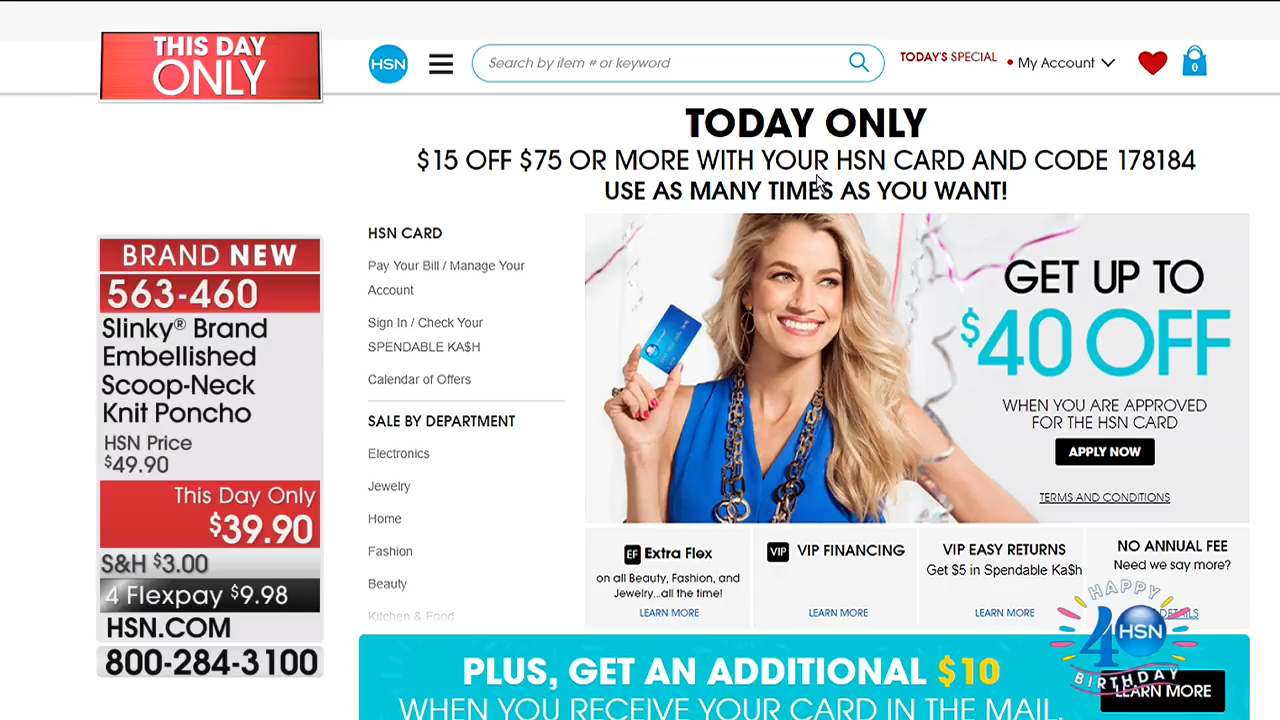 THIS DAY
ONLY
HSN
Search by item # or keyword
TODAY'S SPECIAL
My Account
0
TODAY ONLY
$15 OFF $75 OR MORE WITH YOUR HSN CARD AND CODE 178184
USE AS MANY TIMES AS YOU WANT!
BRAND NEW
563-460
Slinky® Brand
Embellished
Scoop-Neck
Knit Poncho
HSN Price
$49.90
This Day Only
$39.90
S&H $3.00
4 Flexpay $9.98
HSN.COM
800-284-3100
HSN CARD
Pay Your Bill / Manage Your
Account
Sign In / Check Your
SPENDABLE KA$H
Calendar of Offers
SALE BY DEPARTMENT
Electronics
Jewelry
Home
Fashion
Beauty
Kitchen & Food
GET UP TO
$40 OFF
WHEN YOU ARE APPROVED
FOR THE HSN CARD
APPLY NOW
TERMS AND CONDITIONS
EF Extra Flex
on all Beauty, Fashion, and
Jewelry...all the time!
LEARN MORE
VIP VIP FINANCING
LEARN MORE
VIP EASY RETURNS
Get $5 in Spendable Ka$h
LEARN MORE
NO ANNUAL FEE
Need we say more?
DETAILS
HAPPY
40 HSN
BIRTHDAY
PLUS, GET AN ADDITIONAL $10
WHEN YOU RECEIVE YOUR CARD IN THE MAIL.
LEARN MORE